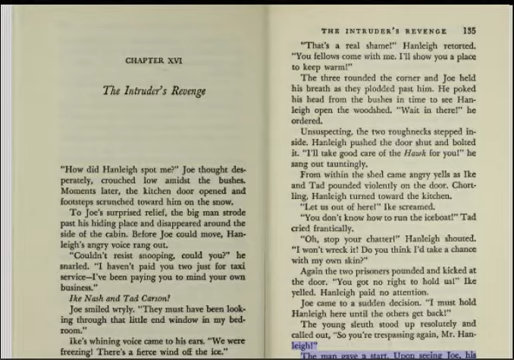 CHAPTER XVI
The Intruder's Revenge
"How did Hanleigh spot me?" Joe thought des-
perately, crouched low amidst the bushes.
Moments later, the kitchen door opened and
footsteps scrunched toward him on the snow.
To Joe's surprised relief, the big man strode
past his hiding place and disappeared around the
side of the cabin. Before Joe could move, Han-
leigh's angry voice rang out.
"Couldn't resist snooping, could you?" he
snarled. "I haven't paid you two just for taxi
service—I've been paying you to mind your own
business."
Ike Nash and Tad Carson!
Joe smiled wryly. "They must have been look-
ing through that little end window in my bed-
room."
Ike's whining voice came to his ears. "We were
freezing! There's a fierce wind off the ice."
THE INTRUDER'S REVENGE 135
"That's a real shame!" Hanleigh retorted.
"You fellows come with me. I'll show you a place
to keep warm!"
The three rounded the corner and Joe held
his breath as they plodded past him. He poked
his head from the bushes in time to see Han-
leigh open the woodshed. "Wait in there!" he
ordered.
Unsuspecting, the two roughnecks stepped in-
side. Hanleigh pushed the door shut and bolted
it. "I'll take good care of the Hawk for you!" he
sang out tauntingly.
From within the shed came angry yells as Ike
and Tad pounded violently on the door. Chort-
ling, Hanleigh turned toward the kitchen.
"Let us out of here!" Ike screamed.
"You don't know how to run the iceboat!" Tad
cried frantically.
"Oh, stop your chatter!" Hanleigh shouted.
"I won't wreck it! Do you think I'd take a chance
with my own skin?"
Again the two prisoners pounded and kicked at
the door. "You got no right to hold us!" Ike
yelled. Hanleigh paid no attention.
Joe came to a sudden decision. "I must hold
Hanleigh here until the others get back!"
The young sleuth stood up resolutely and
called out, "So you're trespassing again, Mr. Han-
leigh!"
The man gave a start. Upon seeing Joe, his